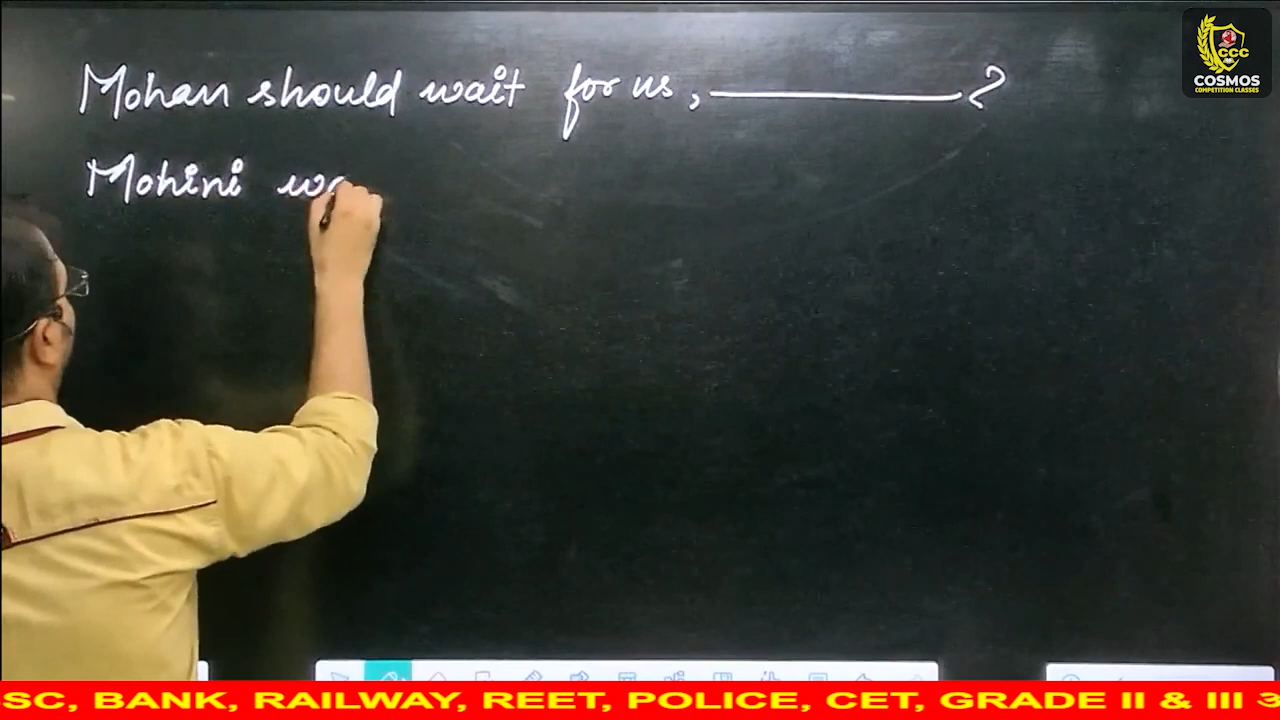 CCC
COSMOS
COMPETITION CLASSES
Mohan should wait for us, ________?
Mohini
SC, BANK, RAILWAY, REET, POLICE, CET, GRADE II & III